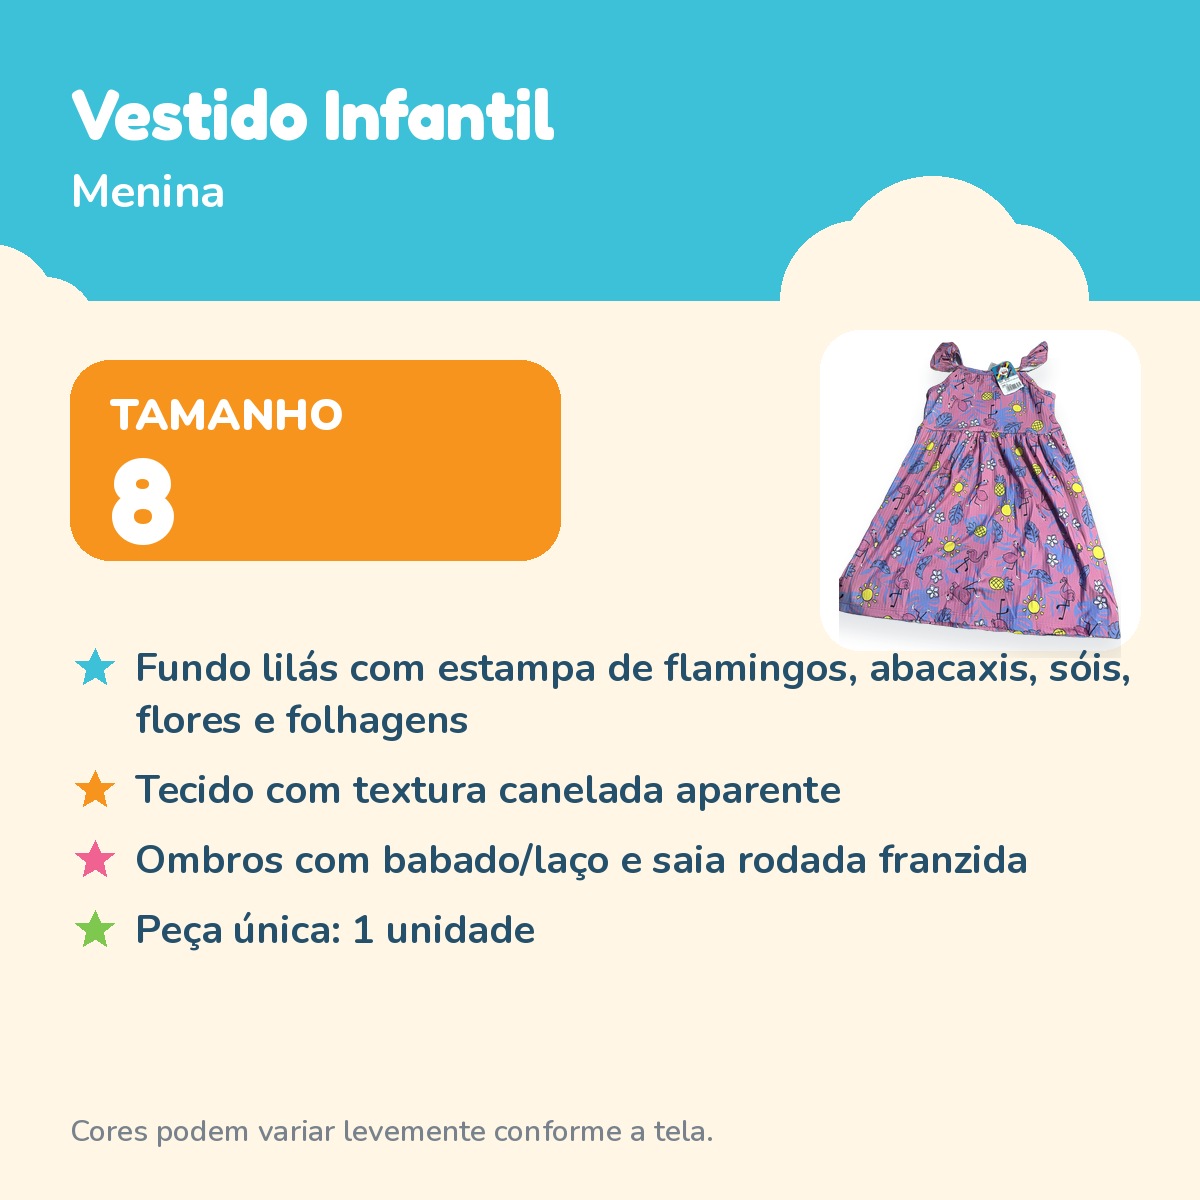 Vestido Infantil
Menina
TAMANHO
8
Fundo lilás com estampa de flamingos, abacaxis, sóis,
flores e folhagens
Tecido com textura canelada aparente
Ombros com babado/laço e saia rodada franzida
Peça única: 1 unidade
Cores podem variar levemente conforme a tela.